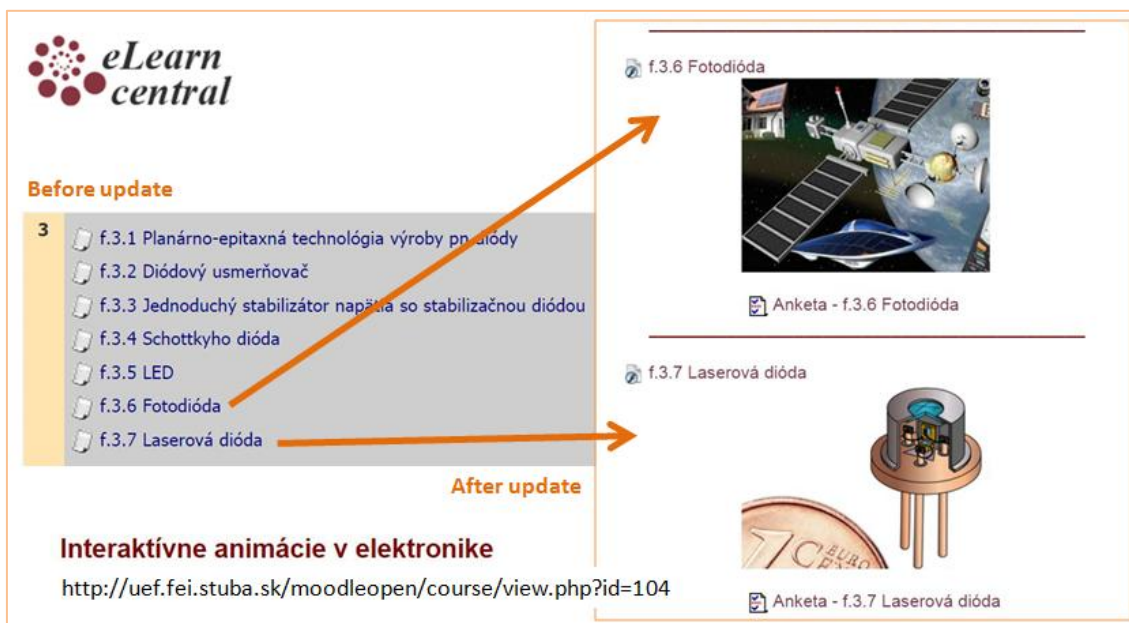 eLearn
central
Before update
3
f.3.1 Planárno-epitaxná technológia výroby pn diódy
f.3.2 Diódový usmerňovač
f.3.3 Jednoduchý stabilizátor napätia so stabilizačnou diódou
f.3.4 Schottkyho dióda
f.3.5 LED
f.3.6 Fotodióda
f.3.7 Laserová dióda
After update
Interaktívne animácie v elektronike
http://uef.fei.stuba.sk/moodleopen/course/view.php?id=104
f.3.6 Fotodióda
Anketa - f.3.6 Fotodióda
f.3.7 Laserová dióda
1
EURO
CENT
Anketa - f.3.7 Laserová dióda